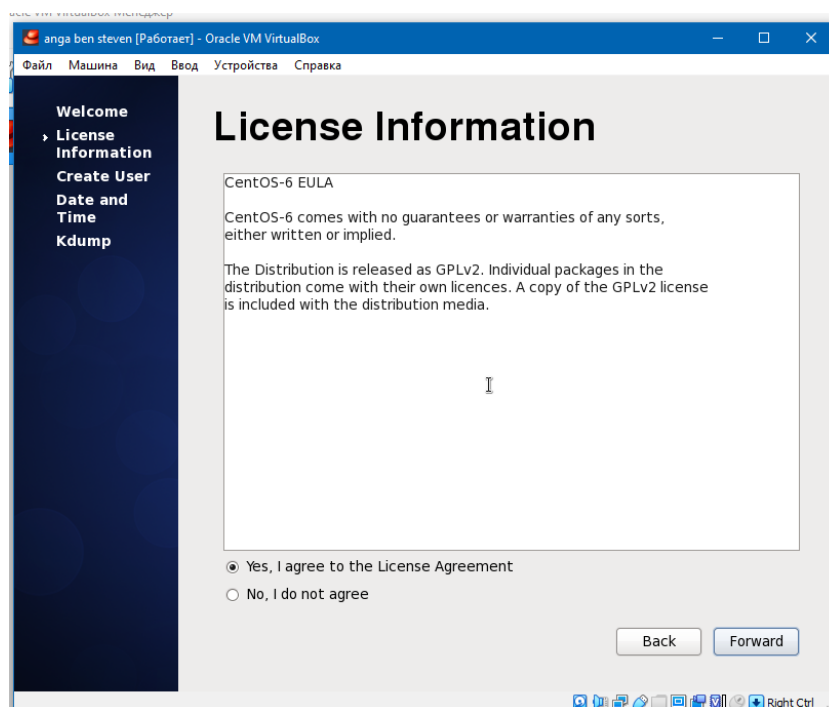 anga ben steven [Работает] - Oracle VM VirtualBox
Файл Машина Вид Ввод Устройства Справка
Welcome
License
Information
Create User
Date and
Time
Kdump
License Information
CentOS-6 EULA
CentOS-6 comes with no guarantees or warranties of any sorts,
either written or implied.
The Distribution is released as GPLv2. Individual packages in the
distribution come with their own licences. A copy of the GPLv2 license
is included with the distribution media.
Yes, I agree to the License Agreement
No, I do not agree
Back Forward
Right Ctrl